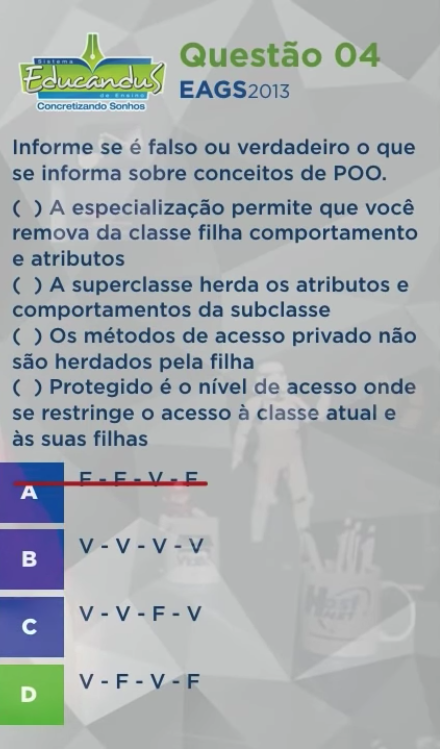 Sistema
EducanduS
de Ensino
Concretizando Sonhos
Questão 04
EAGS2013
Informe se é falso ou verdadeiro o que
se informa sobre conceitos de POO.
( ) A especialização permite que você
remova da classe filha comportamento
e atributos
( ) A superclasse herda os atributos e
comportamentos da subclasse
( ) Os métodos de acesso privado não
são herdados pela filha
( ) Protegido é o nível de acesso onde
se restringe o acesso à classe atual e
às suas filhas
A F - F - V - F
B V - V - V - V
C V - V - F - V
D V - F - V - F